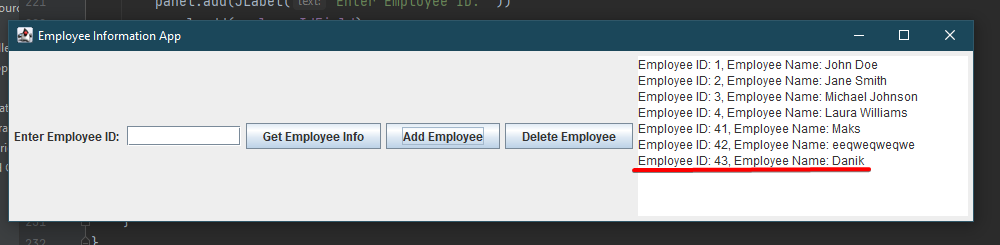 221
panel.add(JLabel( text: "Enter Employee ID: "))
Employee Information App
Enter Employee ID:
Get Employee Info
Add Employee
Delete Employee
Employee ID: 1, Employee Name: John Doe
Employee ID: 2, Employee Name: Jane Smith
Employee ID: 3, Employee Name: Michael Johnson
Employee ID: 4, Employee Name: Laura Williams
Employee ID: 41, Employee Name: Maks
Employee ID: 42, Employee Name: eeqweqweqwe
Employee ID: 43, Employee Name: Danik
}
232
}